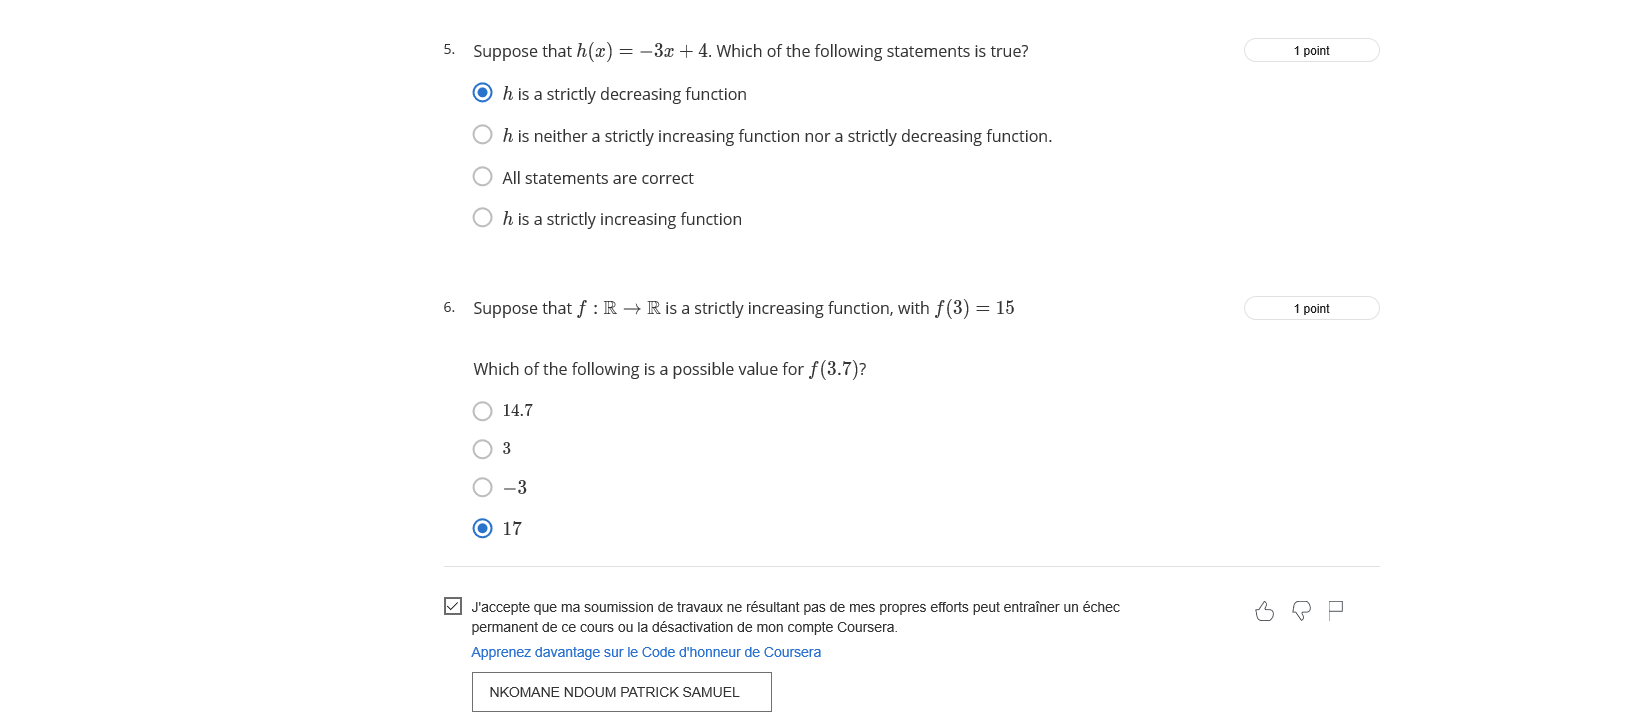 5. Suppose that h(x) = −3x + 4. Which of the following statements is true? 1 point
h is a strictly decreasing function
h is neither a strictly increasing function nor a strictly decreasing function.
All statements are correct
h is a strictly increasing function
6. Suppose that f : ℝ → ℝ is a strictly increasing function, with f(3) = 15 1 point
Which of the following is a possible value for f(3.7)?
14.7
3
−3
17
J'accepte que ma soumission de travaux ne résultant pas de mes propres efforts peut entraîner un échec
permanent de ce cours ou la désactivation de mon compte Coursera.
Apprenez davantage sur le Code d'honneur de Coursera
NKOMANE NDOUM PATRICK SAMUEL